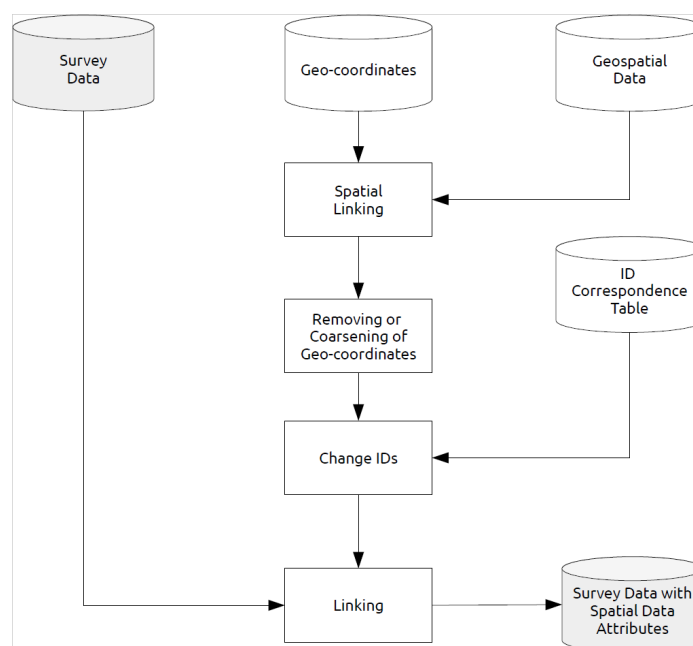 Survey
Data
Geo-coordinates
Geospatial
Data
Spatial
Linking
ID
Correspondence
Table
Removing or
Coarsening of
Geo-coordinates
Change IDs
Linking
Survey Data with
Spatial Data
Attributes